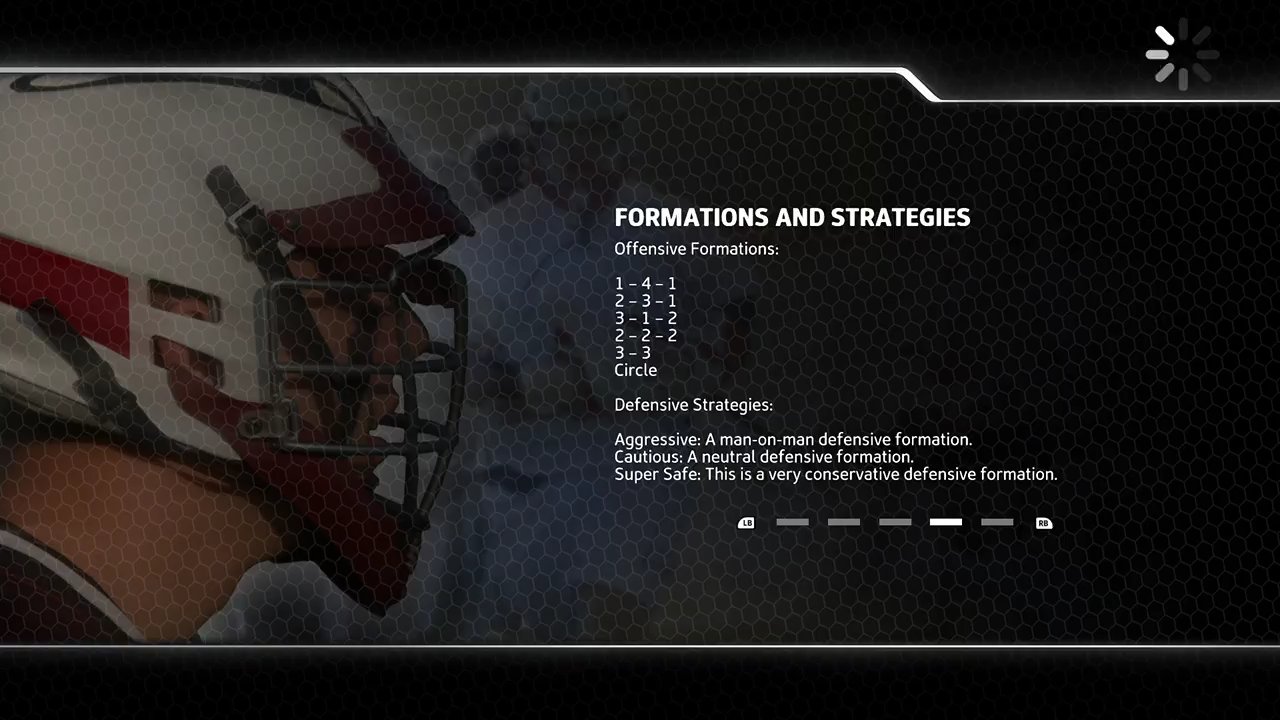 FORMATIONS AND STRATEGIES
Offensive Formations:
1 – 4 – 1
2 – 3 – 1
3 – 1 – 2
2 – 2 – 2
3 – 3
Circle
Defensive Strategies:
Aggressive: A man-on-man defensive formation.
Cautious: A neutral defensive formation.
Super Safe: This is a very conservative defensive formation.
LB RB